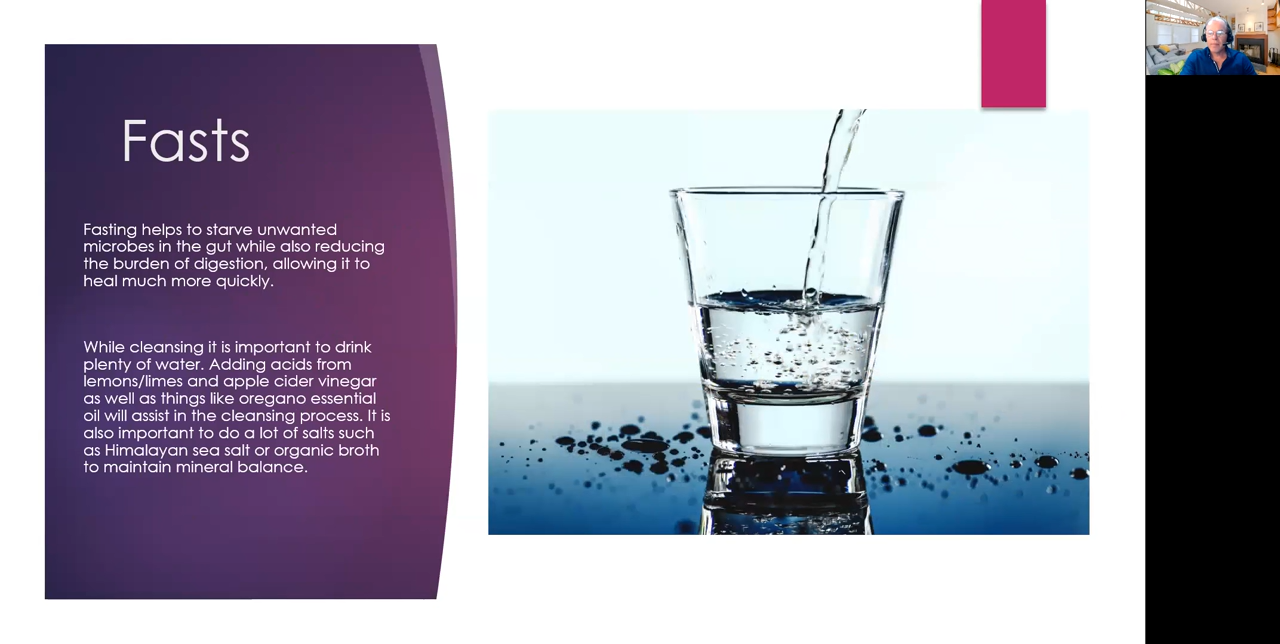 Fasts
Fasting helps to starve unwanted
microbes in the gut while also reducing
the burden of digestion, allowing it to
heal much more quickly.
While cleansing it is important to drink
plenty of water. Adding acids from
lemons/limes and apple cider vinegar
as well as things like oregano essential
oil will assist in the cleansing process. It is
also important to do a lot of salts such
as Himalayan sea salt or organic broth
to maintain mineral balance.